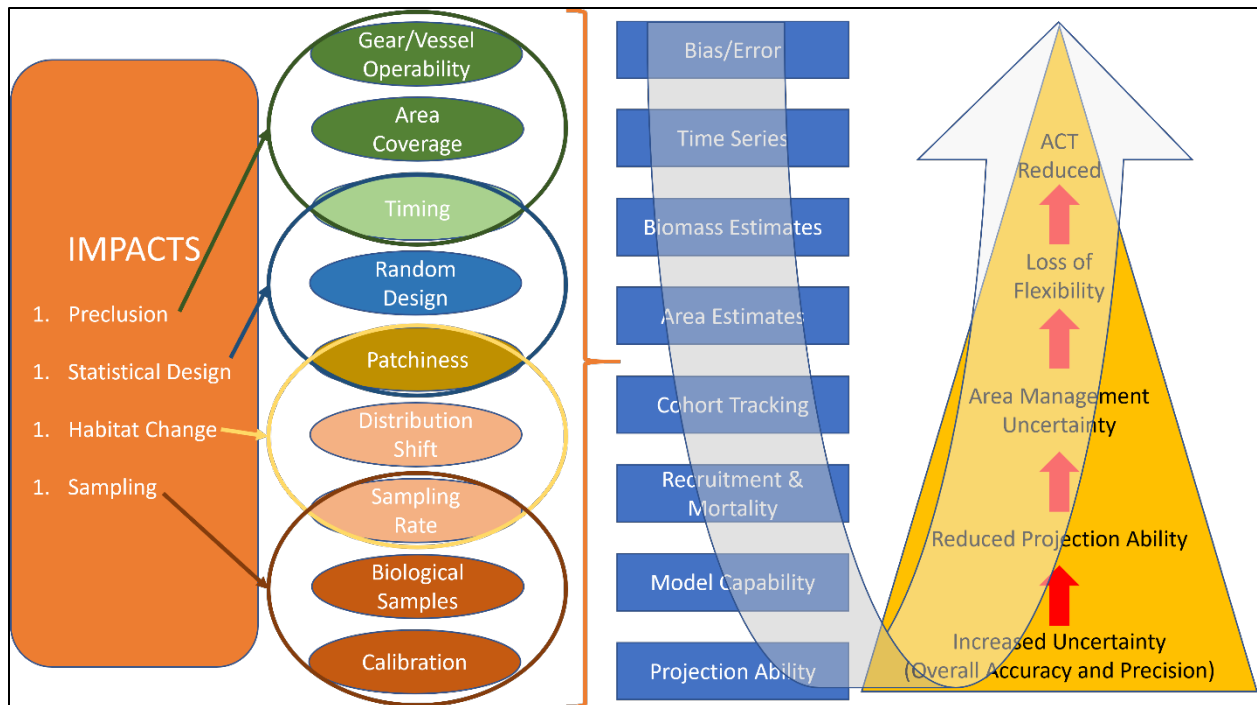 IMPACTS
1. Preclusion
1. Statistical Design
1. Habitat Change
1. Sampling
Gear/Vessel
Operability
Area
Coverage
Timing
Random
Design
Patchiness
Distribution
Shift
Sampling
Rate
Biological
Samples
Calibration
Bias/Error
Time Series
Biomass Estimates
Area Estimates
Cohort Tracking
Recruitment &
Mortality
Model Capability
Projection Ability
ACT
Reduced
Loss of
Flexibility
Area Management
Uncertainty
Reduced Projection Ability
Increased Uncertainty
(Overall Accuracy and Precision)